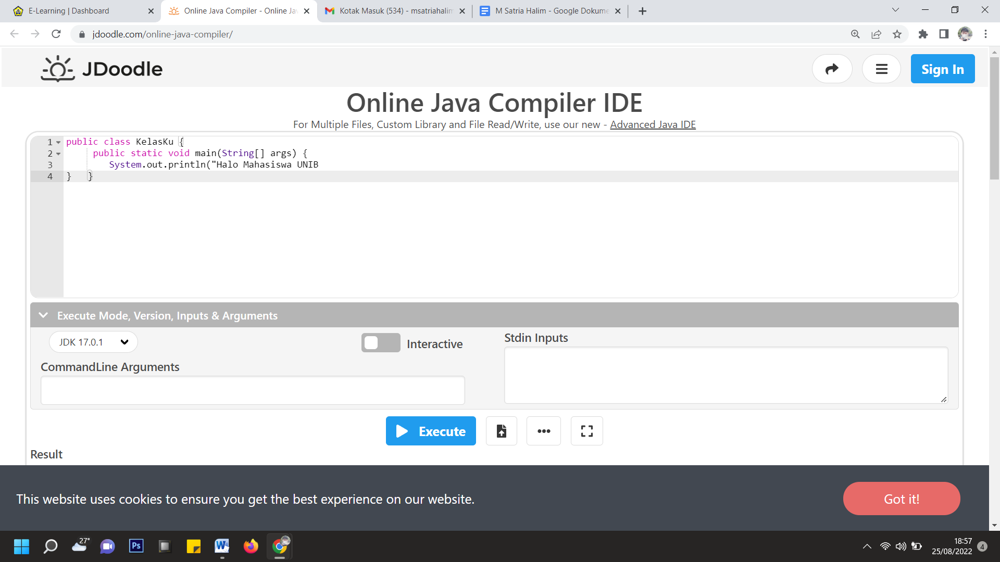 E-Learning | Dashboard
Online Java Compiler - Online Ja
Kotak Masuk (534) - msatriahalim
M Satria Halim - Google Dokume
jdoodle.com/online-java-compiler/
JDoodle
Sign In
Online Java Compiler IDE
For Multiple Files, Custom Library and File Read/Write, use our new - Advanced Java IDE
1 public class KelasKu {
2 public static void main(String[] args) {
3 System.out.println("Halo Mahasiswa UNIB
4 } }
Execute Mode, Version, Inputs & Arguments
JDK 17.0.1
Interactive
Stdin Inputs
CommandLine Arguments
Execute
Result
This website uses cookies to ensure you get the best experience on our website.
Got it!
27°
Ps
W
18:57
25/08/2022
4